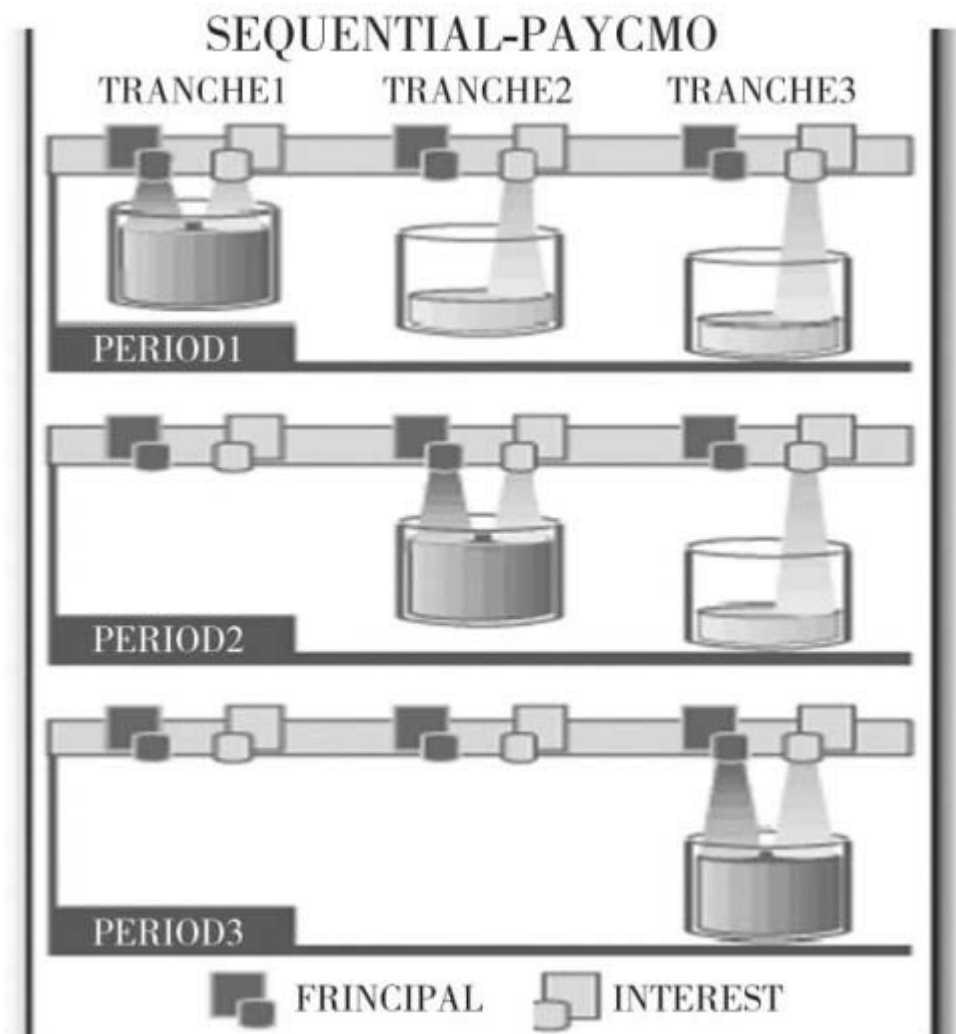 SEQUENTIAL-PAYCMO
TRANCHE1 TRANCHE2 TRANCHE3
PERIOD1
PERIOD2
PERIOD3
FRINCIPAL INTEREST